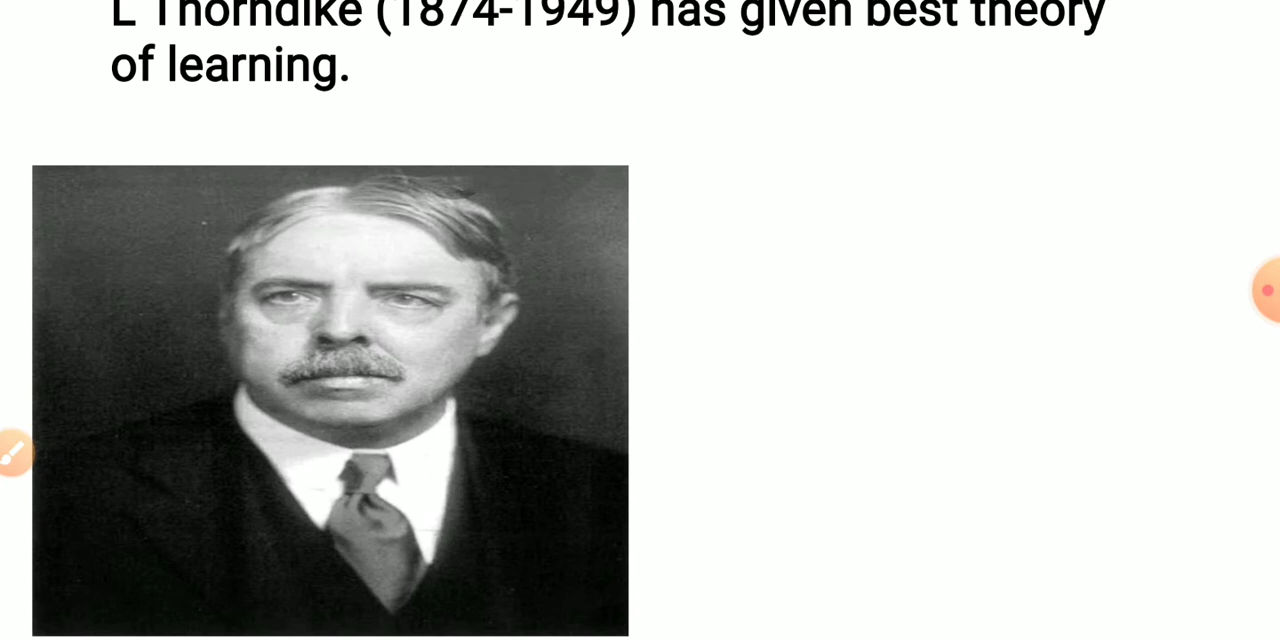 L Thorndike (1874-1949) has given best theory
of learning.